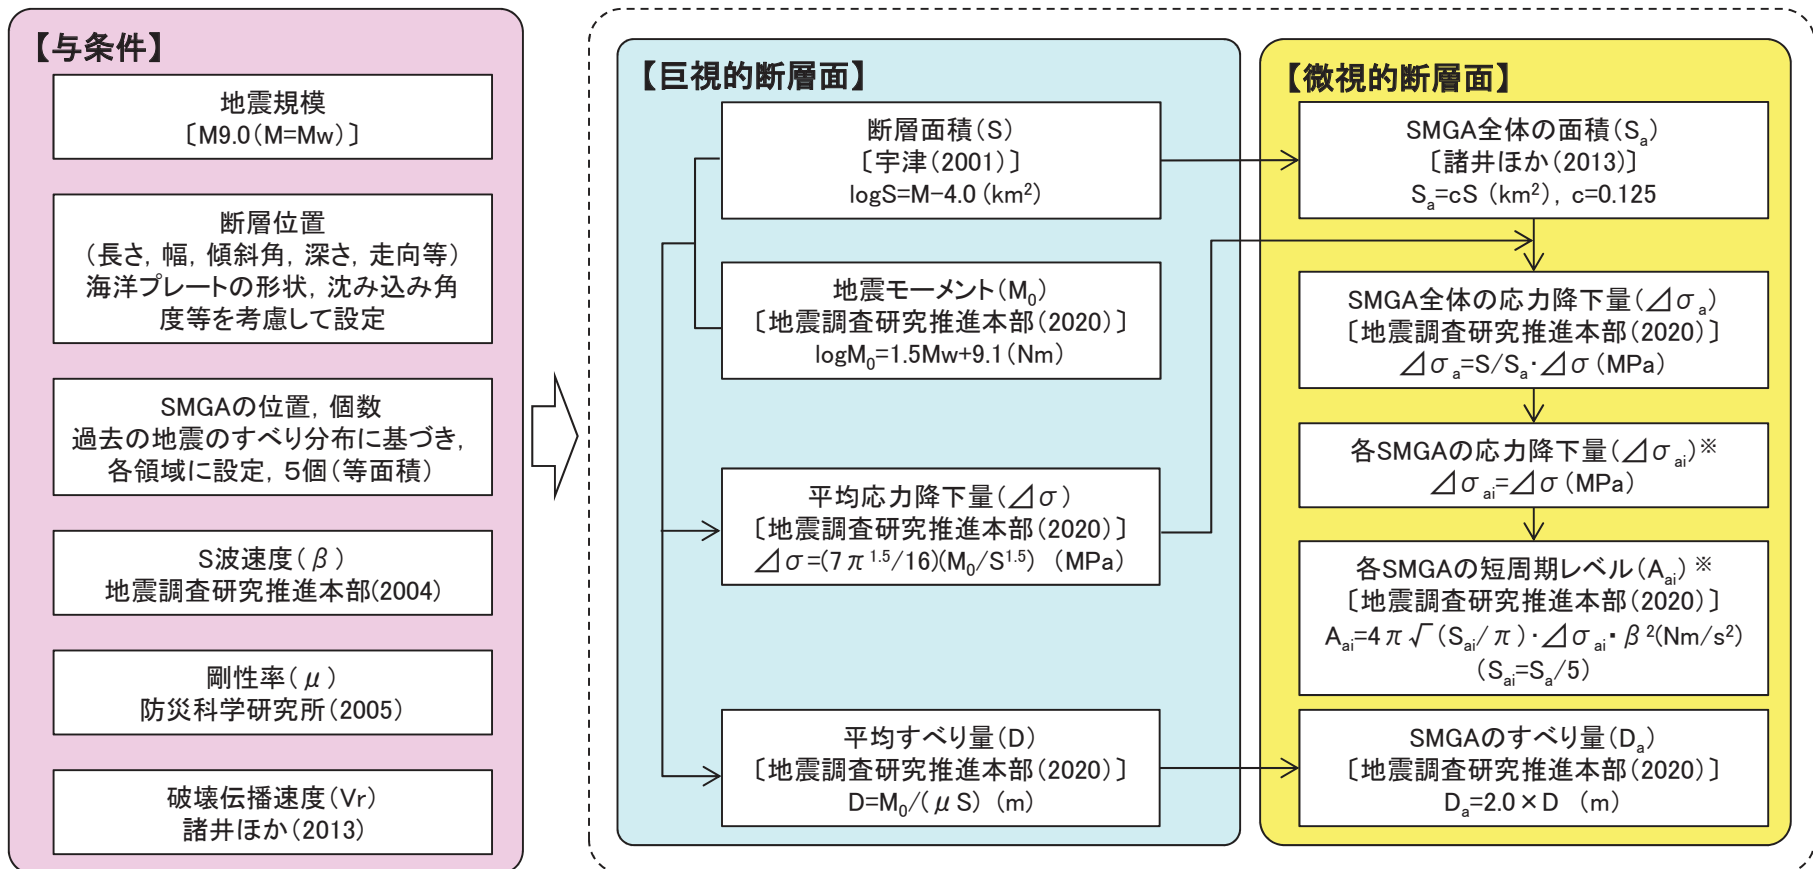 【与条件】
地震規模
〔M9.0(M=Mw)〕
断層位置
(長さ, 幅, 傾斜角, 深さ, 走向等)
海洋プレートの形状, 沈み込み角
度等を考慮して設定
SMGAの位置, 個数
過去の地震のすべり分布に基づき,
各領域に設定, 5個(等面積)
S波速度(β)
地震調査研究推進本部(2004)
剛性率(μ)
防災科学研究所(2005)
破壊伝播速度(Vr)
諸井ほか(2013)
【巨視的断層面】
断層面積(S)
〔宇津(2001)〕
logS=M−4.0 (km²)
地震モーメント(M₀)
〔地震調査研究推進本部(2020)〕
logM₀=1.5Mw+9.1(Nm)
平均応力降下量(⊿σ)
〔地震調査研究推進本部(2020)〕
⊿σ=(7π^1.5/16)(M₀/S^1.5) (MPa)
平均すべり量(D)
〔地震調査研究推進本部(2020)〕
D=M₀/(μS) (m)
【微視的断層面】
SMGA全体の面積(Sₐ)
〔諸井ほか(2013)〕
Sₐ=cS (km²), c=0.125
SMGA全体の応力降下量(⊿σₐ)
〔地震調査研究推進本部(2020)〕
⊿σₐ=S/Sₐ·⊿σ(MPa)
各SMGAの応力降下量(⊿σₐᵢ)※
⊿σₐᵢ=⊿σ(MPa)
各SMGAの短周期レベル(Aₐᵢ)※
〔地震調査研究推進本部(2020)〕
Aₐᵢ=4π√(Sₐᵢ/π)·⊿σₐᵢ·β²(Nm/s²)
(Sₐᵢ=Sₐ/5)
SMGAのすべり量(Dₐ)
〔地震調査研究推進本部(2020)〕
Dₐ=2.0×D (m)